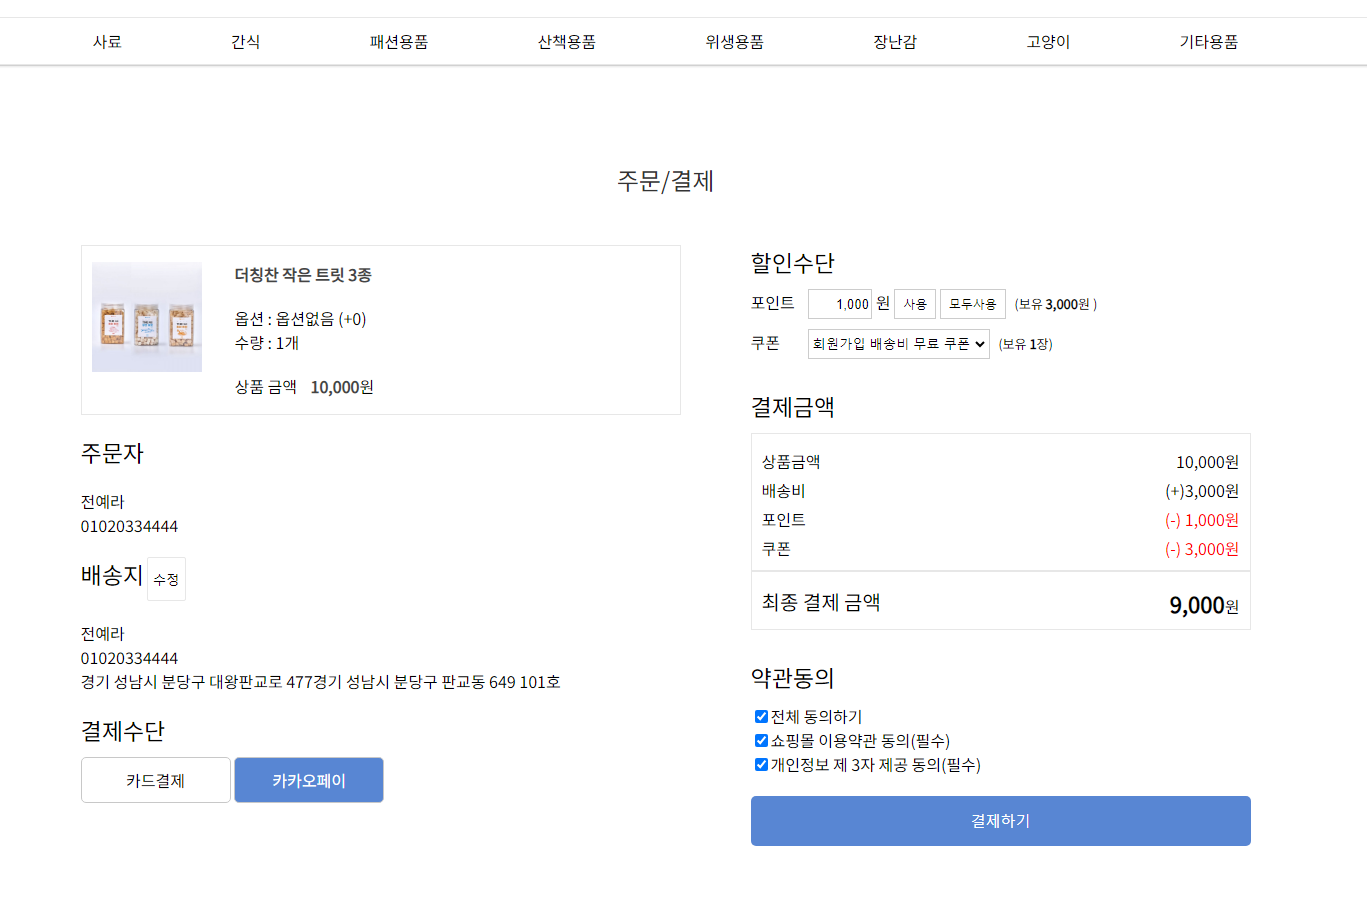 사료 간식 패션용품 산책용품 위생용품 장난감 고양이 기타용품
주문/결제
더칭찬 작은 트릿 3종
옵션 : 옵션없음 (+0)
수량 : 1개
상품 금액 10,000원
주문자
전예라
01020334444
배송지 수정
전예라
01020334444
경기 성남시 분당구 대왕판교로 477경기 성남시 분당구 판교동 649 101호
결제수단
카드결제 카카오페이
할인수단
포인트 1,000 원 사용 모두사용 (보유 3,000원 )
쿠폰 회원가입 배송비 무료 쿠폰 (보유 1장)
결제금액
상품금액 10,000원
배송비 (+)3,000원
포인트 (-) 1,000원
쿠폰 (-) 3,000원
최종 결제 금액 9,000원
약관동의
전체 동의하기
쇼핑몰 이용약관 동의(필수)
개인정보 제 3자 제공 동의(필수)
결제하기